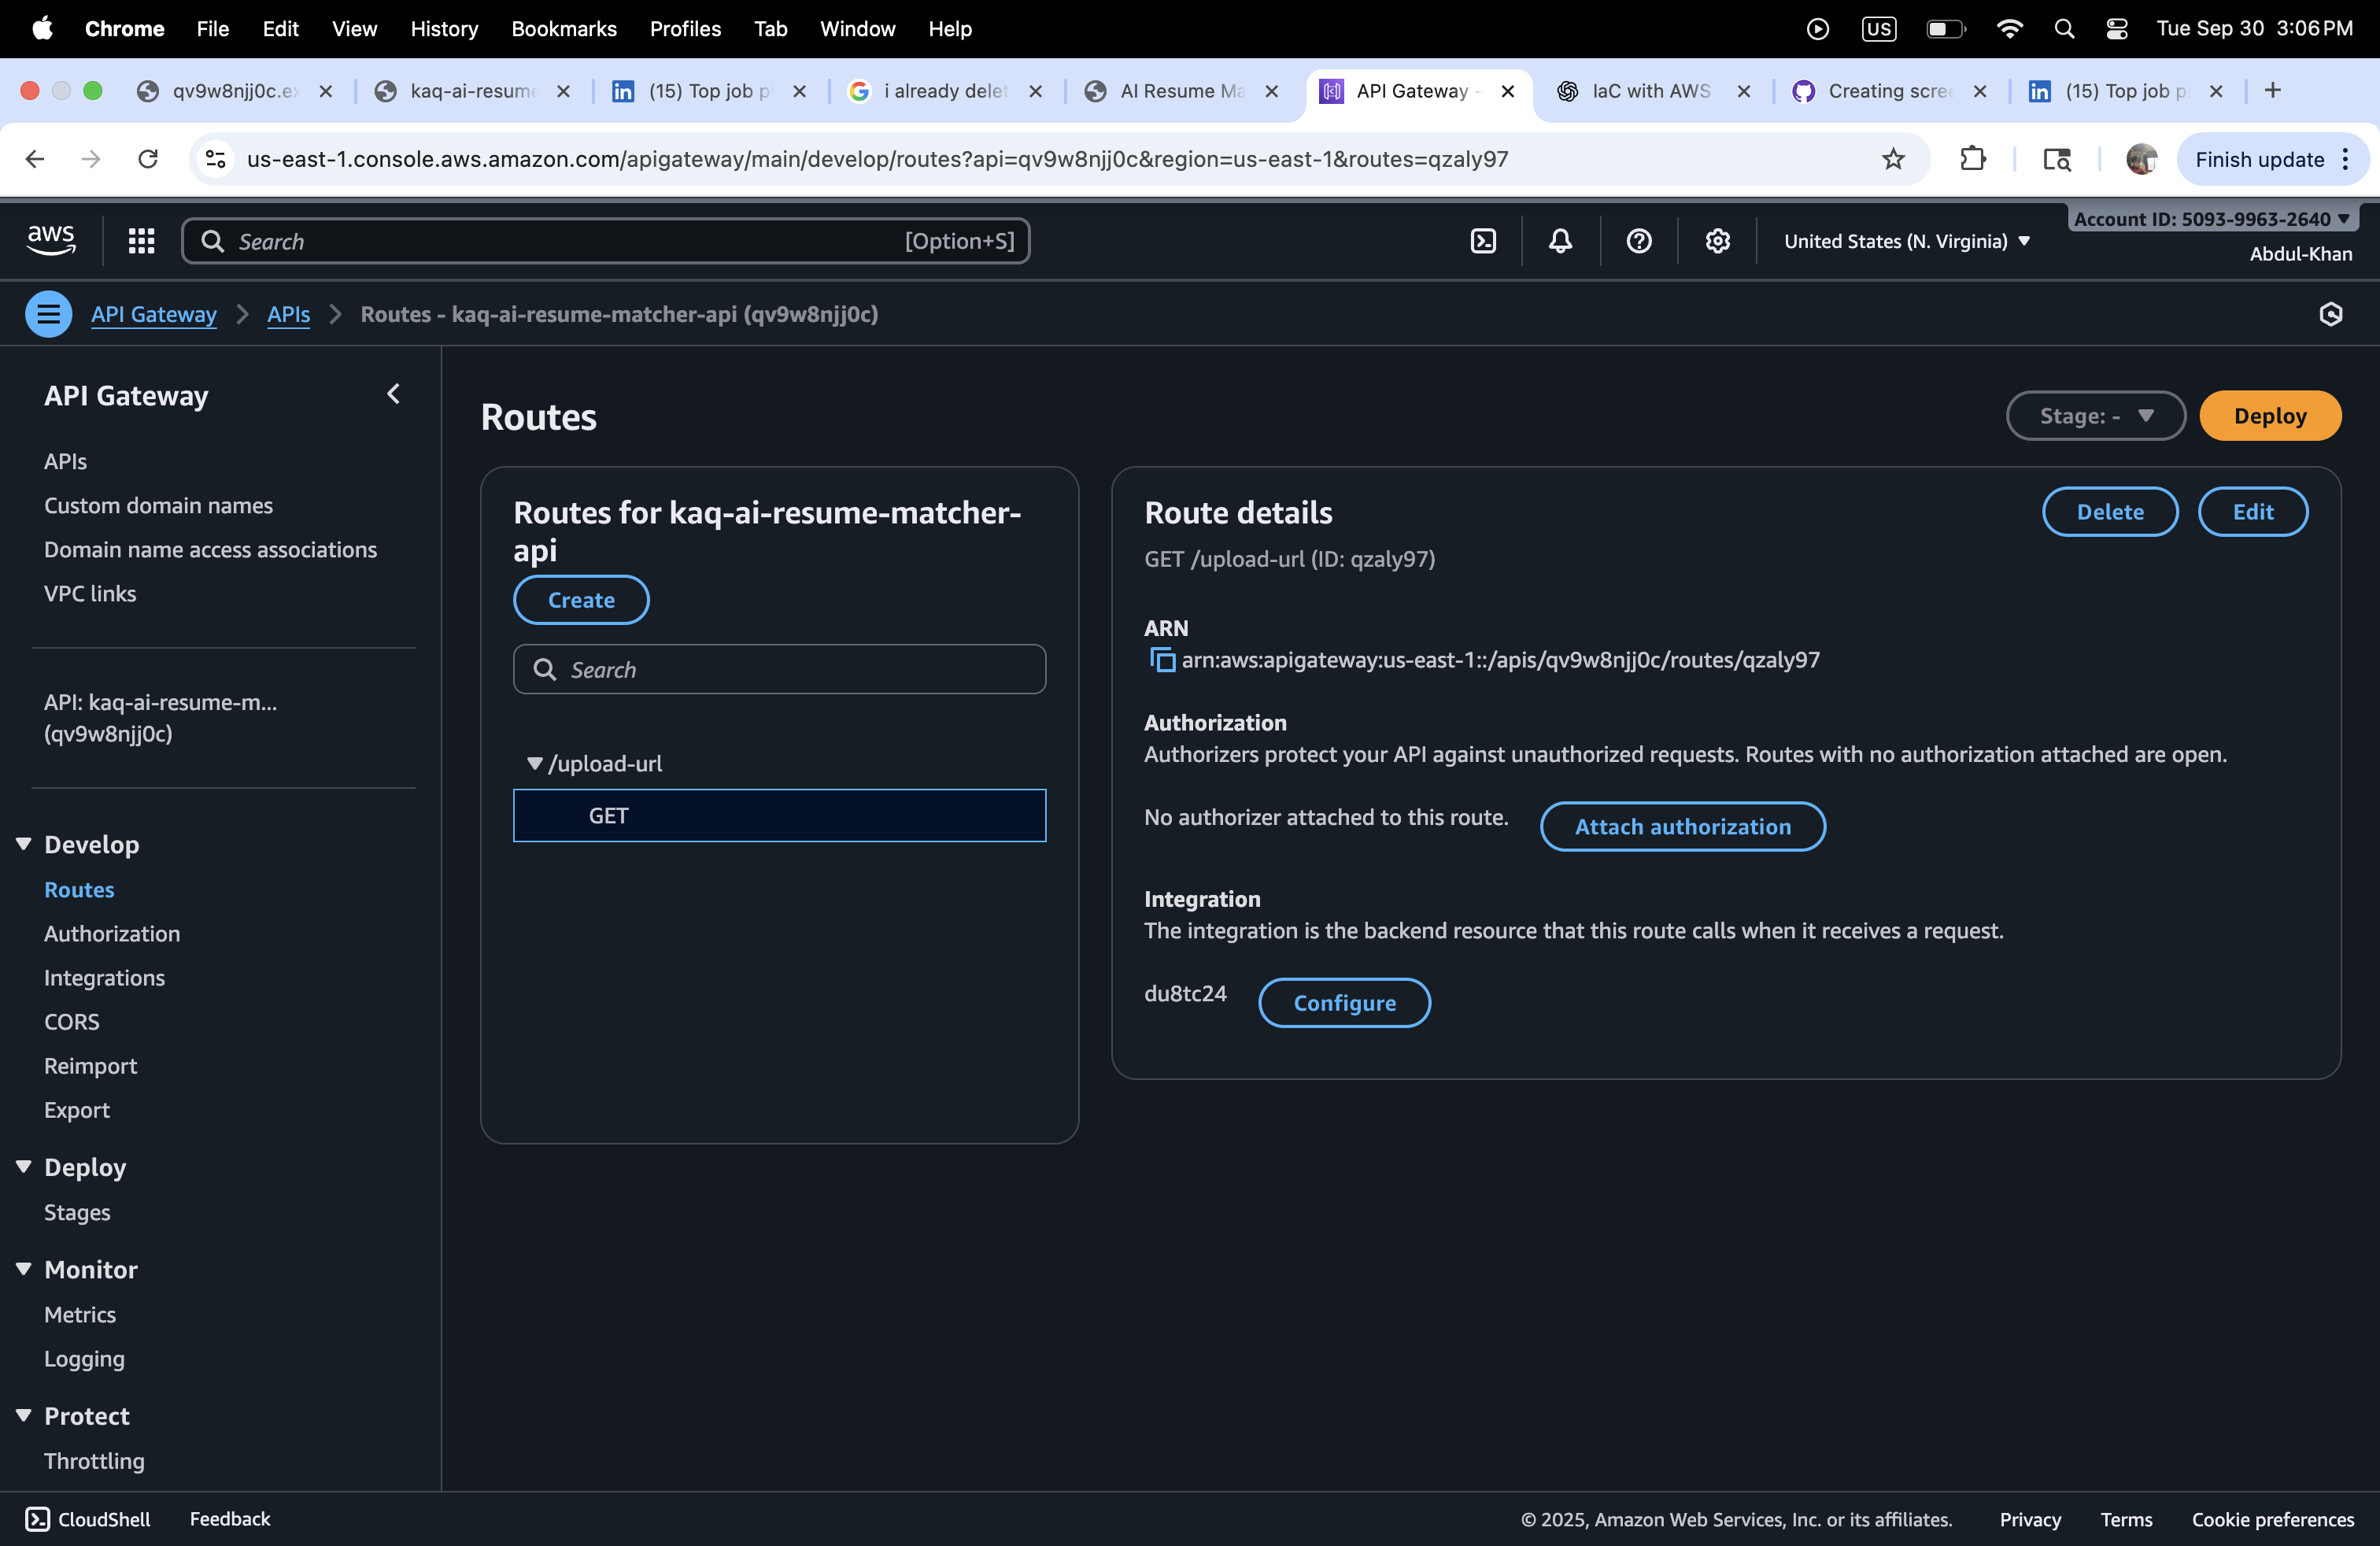 Chrome File Edit View History Bookmarks Profiles Tab Window Help US Tue Sep 30 3:06 PM
qv9w8njj0c.ex kaq-ai-resume (15) Top job p i already delet AI Resume Ma API Gateway - IaC with AWS Creating scree (15) Top job p
us-east-1.console.aws.amazon.com/apigateway/main/develop/routes?api=qv9w8njj0c&region=us-east-1&routes=qzaly97 Finish update
aws Search [Option+S] United States (N. Virginia) Account ID: 5093-9963-2640
Abdul-Khan
API Gateway APIs Routes - kaq-ai-resume-matcher-api (qv9w8njj0c)
API Gateway
APIs
Custom domain names
Domain name access associations
VPC links
API: kaq-ai-resume-m...
(qv9w8njj0c)
Develop
Routes
Authorization
Integrations
CORS
Reimport
Export
Deploy
Stages
Monitor
Metrics
Logging
Protect
Throttling
Routes
Stage: - Deploy
Routes for kaq-ai-resume-matcher-
api
Create
Search
/upload-url
GET
Route details
Delete Edit
GET /upload-url (ID: qzaly97)
ARN
arn:aws:apigateway:us-east-1::/apis/qv9w8njj0c/routes/qzaly97
Authorization
Authorizers protect your API against unauthorized requests. Routes with no authorization attached are open.
No authorizer attached to this route. Attach authorization
Integration
The integration is the backend resource that this route calls when it receives a request.
du8tc24 Configure
CloudShell Feedback © 2025, Amazon Web Services, Inc. or its affiliates. Privacy Terms Cookie preferences